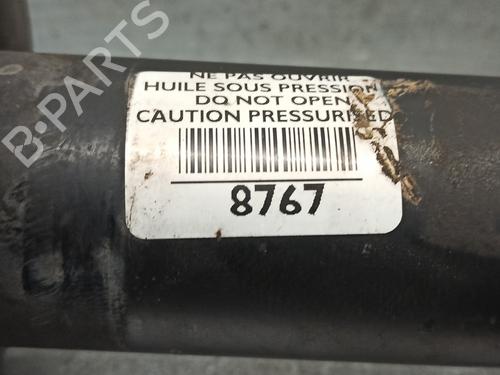 NE PAS OUVRIR
HUILE SOUS PRESSION
DO NOT OPEN
CAUTION PRESSURISED
8767
B-PARTS